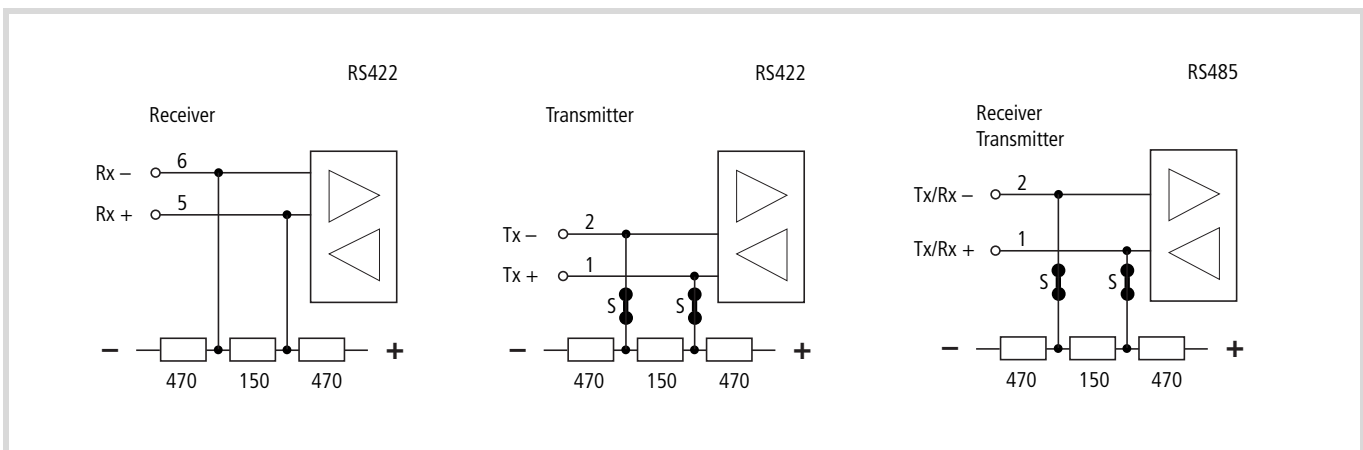 RS422
Receiver
Rx –
6
Rx +
5
–
+
470
150
470
RS422
Transmitter
Tx –
2
Tx +
1
S
S
–
+
470
150
470
RS485
Receiver
Transmitter
Tx/Rx –
2
Tx/Rx +
1
S
S
–
+
470
150
470